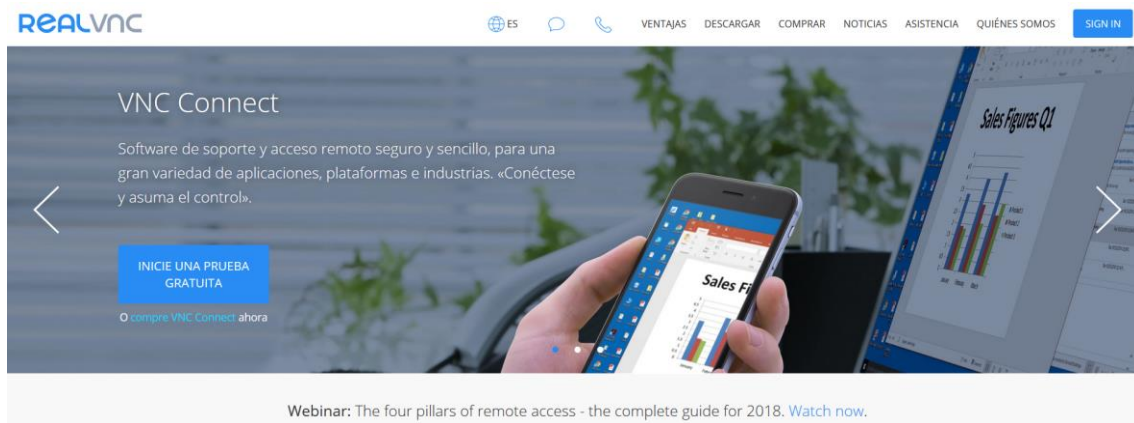 REALVNC
ES
VENTAJAS
DESCARGAR
COMPRAR
NOTICIAS
ASISTENCIA
QUIÉNES SOMOS
SIGN IN
VNC Connect
Software de soporte y acceso remoto seguro y sencillo, para una
gran variedad de aplicaciones, plataformas e industrias. «Conéctese
y asuma el control».
INICIE UNA PRUEBA
GRATUITA
O compre VNC Connect ahora
Sales Figures Q1
Sales Fi
Webinar: The four pillars of remote access - the complete guide for 2018. Watch now.